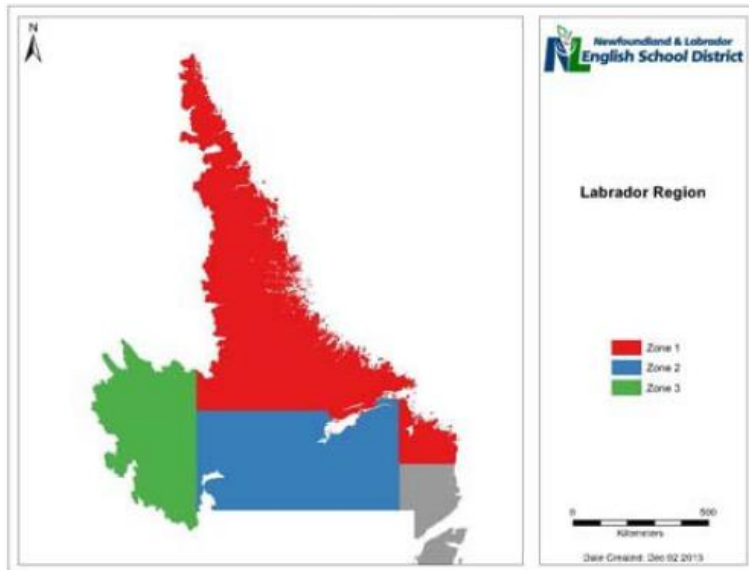 N
Newfoundland & Labrador
English School District
Labrador Region
Zone 1
Zone 2
Zone 3
0 500
Kilometers
Date Created: Dec 02 2013